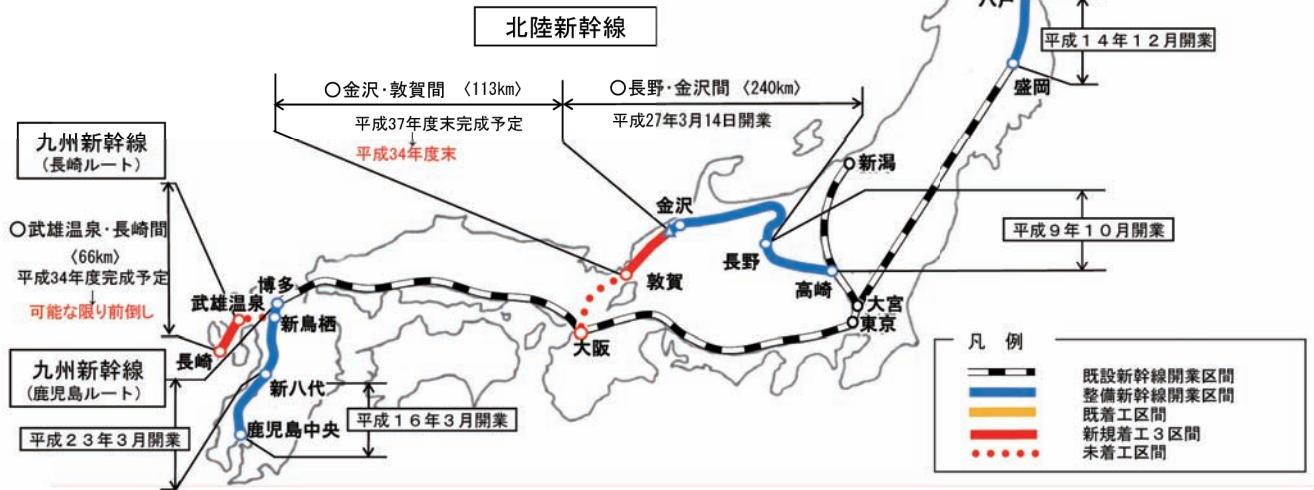 八戸
北陸新幹線
平成１４年１２月開業
盛岡
○金沢・敦賀間 〈113km〉
平成37年度末完成予定
↓
平成34年度末
○長野・金沢間 〈240km〉
平成27年3月14日開業
九州新幹線
（長崎ルート）
新潟
金沢
○武雄温泉・長崎間
〈66km〉
平成34年度完成予定
↓
可能な限り前倒し
平成９年１０月開業
長野
敦賀
高崎
博多
武雄温泉
新鳥栖
大宮
東京
大阪
長崎
九州新幹線
（鹿児島ルート）
新八代
平成１６年３月開業
鹿児島中央
平成２３年３月開業
凡 例
既設新幹線開業区間
整備新幹線開業区間
既着工区間
新規着工３区間
未着工区間